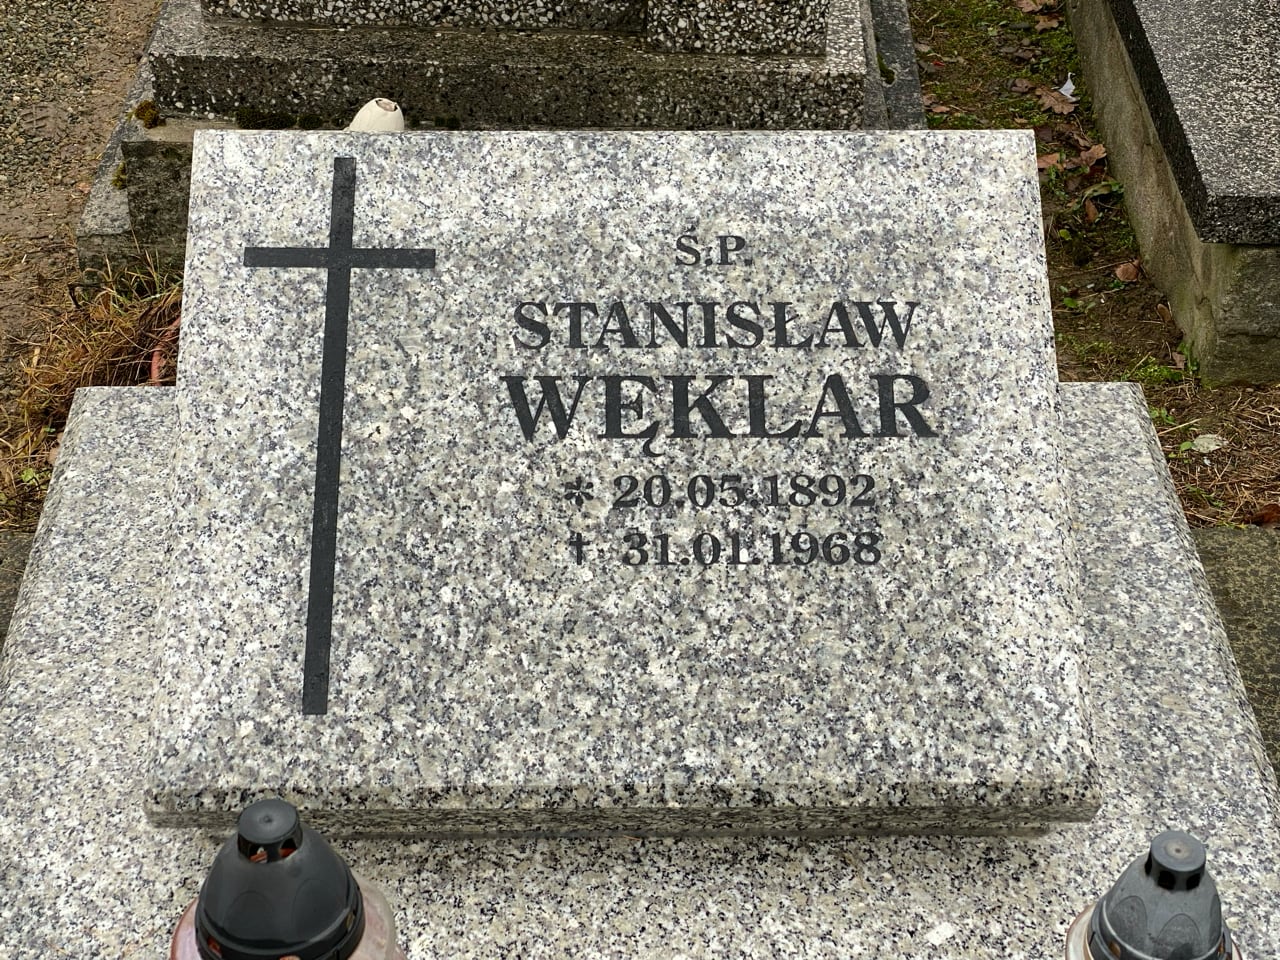 Ś.P.
STANISŁAW
WĘKLAR
* 20.05.1892
✝ 31.01.1968